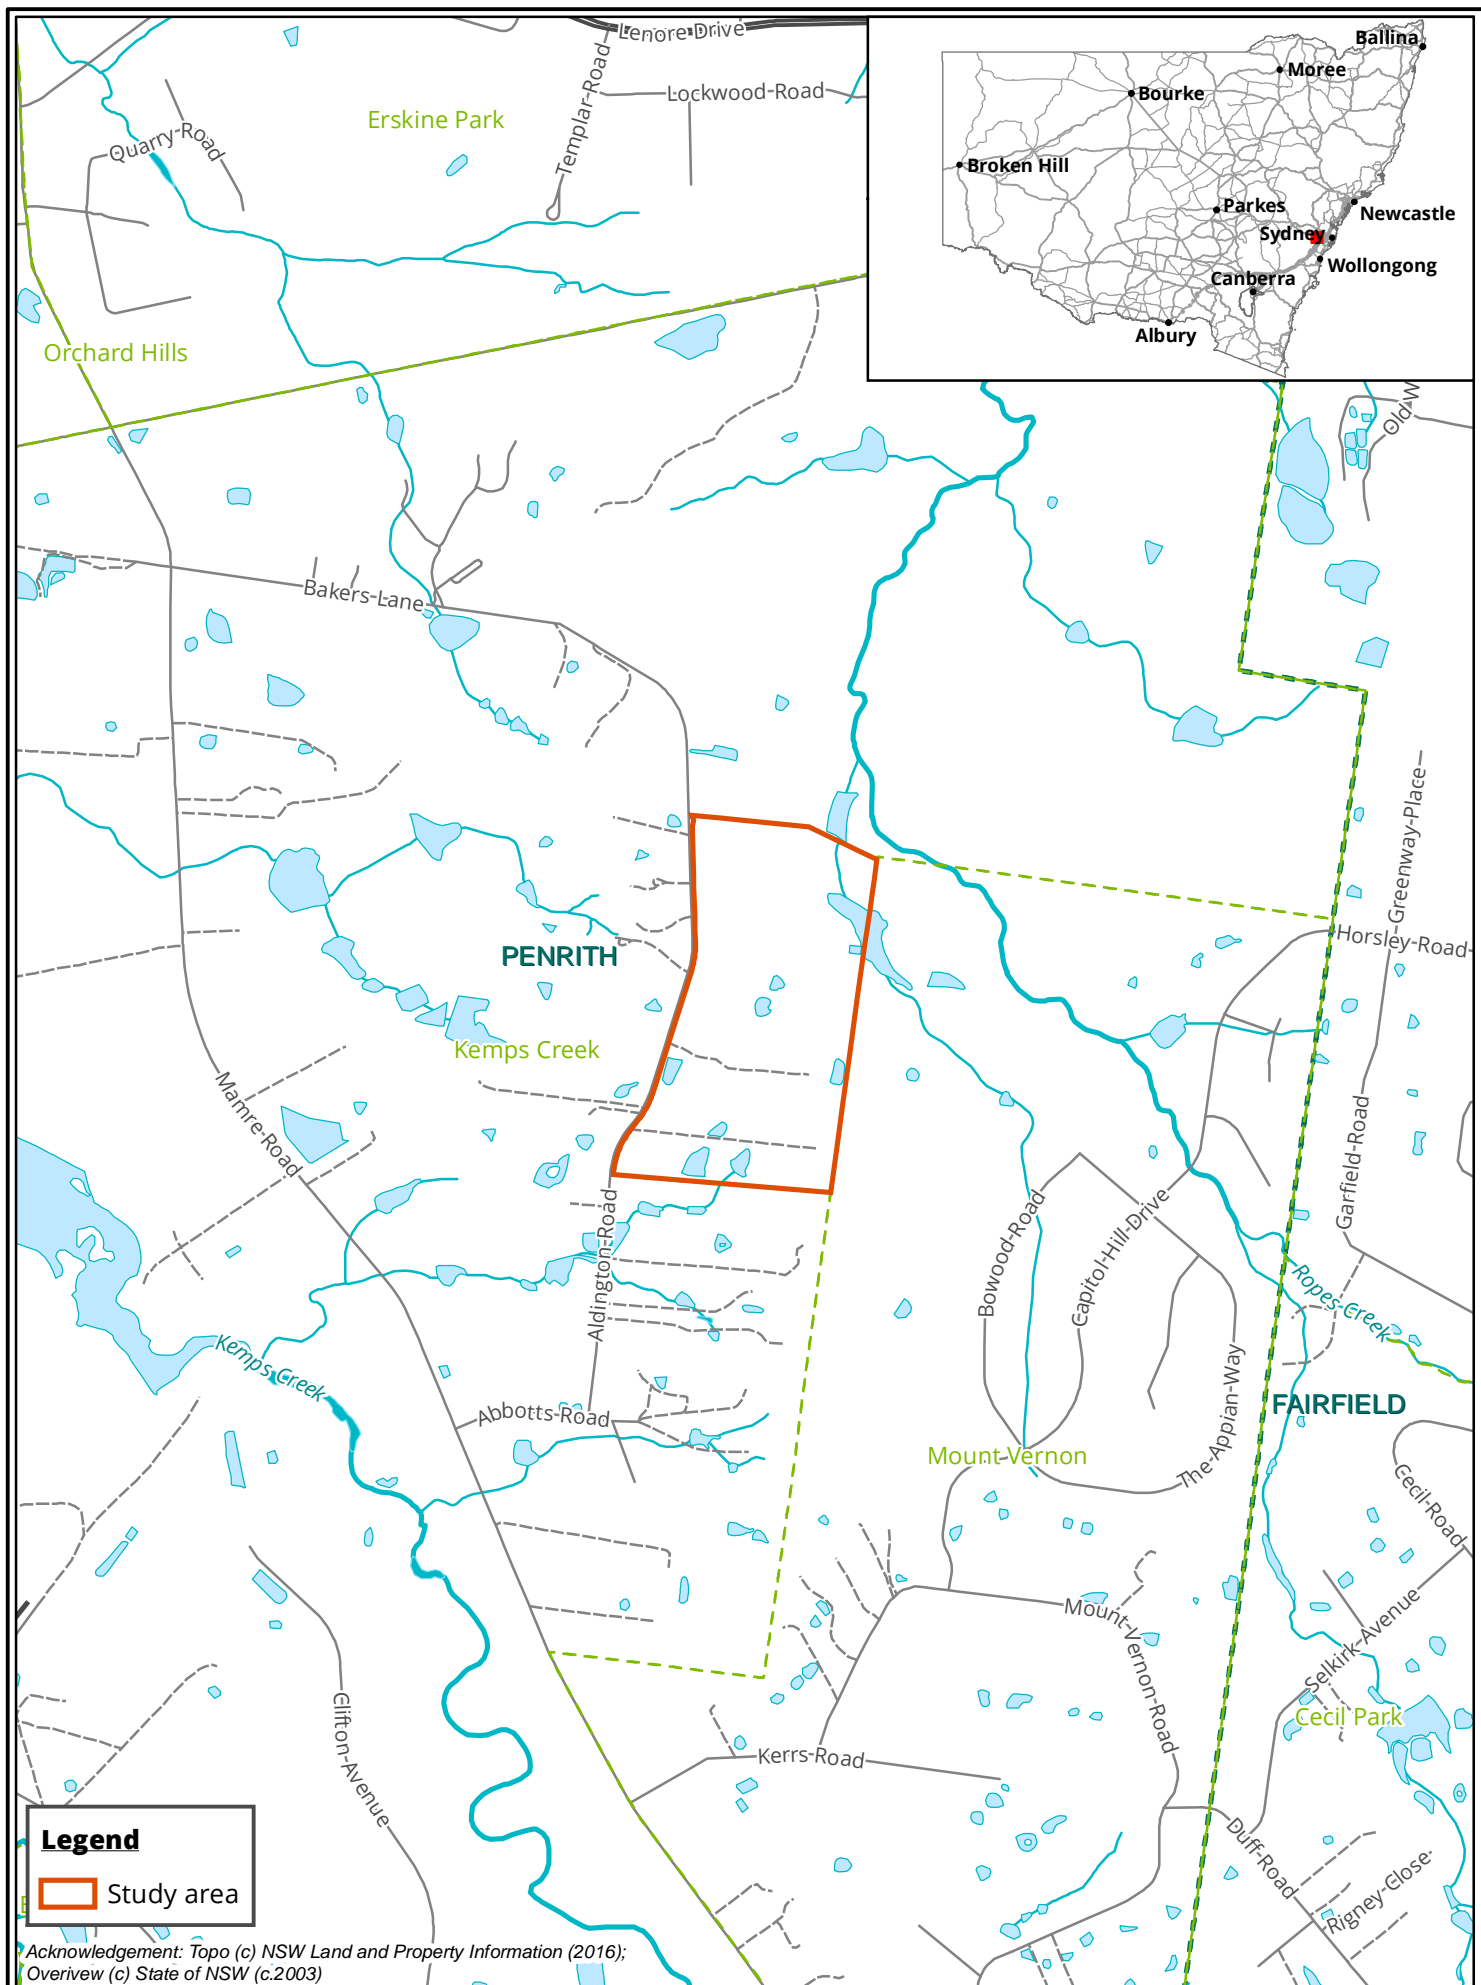 Lenore Drive
Ballina
Moree
Bourke
Broken Hill
Parkes
Newcastle
Sydney
Wollongong
Canberra
Albury
Lockwood Road
Templar Road
Erskine Park
Quarry Road
Orchard Hills
Old W
Bakers Lane
Greenway Place
Horsley Road
PENRITH
Kemps Creek
Mamre Road
Garfield Road
Aldington Road
Bowood Road
Capitol Hill Drive
Ropes Creek
Kemps Creek
The Appian Way
FAIRFIELD
Abbotts Road
Mount Vernon
Cecil Road
Mount Vernon Road
Selkirk Avenue
Cecil Park
Clifton Avenue
Kerrs Road
Duff Road
Rigney Close
Legend
Study area
E
Acknowledgement: Topo (c) NSW Land and Property Information (2016);
Overivew (c) State of NSW (c.2003)